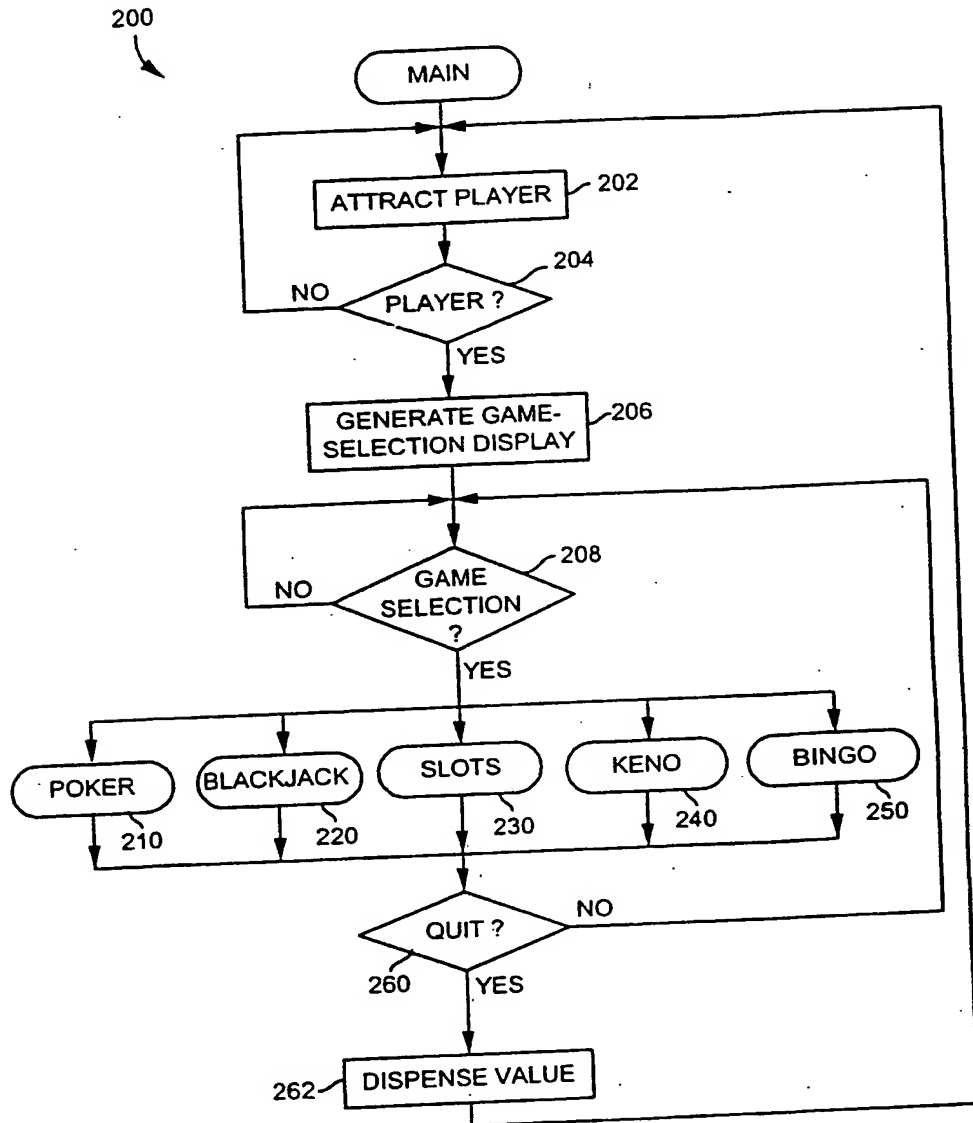 200
MAIN
ATTRACT PLAYER
202
204
NO
PLAYER ?
YES
GENERATE GAME-
SELECTION DISPLAY
206
208
NO
GAME
SELECTION
?
YES
POKER
BLACKJACK
SLOTS
KENO
BINGO
210
220
230
240
250
QUIT ?
NO
260
YES
262
DISPENSE VALUE